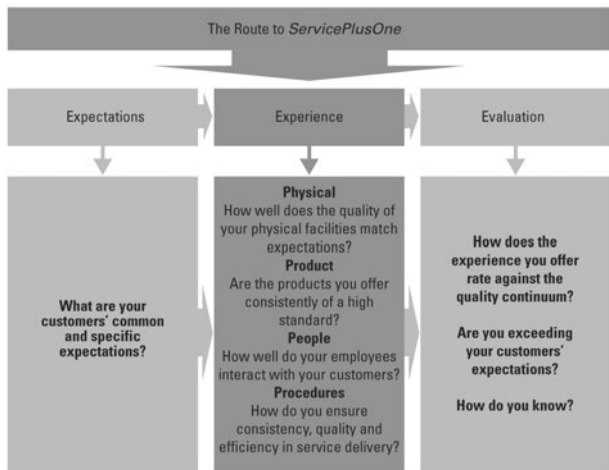 The Route to ServicePlusOne
Expectations
Experience
Evaluation
What are your
customers' common
and specific
expectations?
Physical
How well does the quality of
your physical facilities match
expectations?
Product
Are the products you offer
consistently of a high
standard?
People
How well do your employees
interact with your customers?
Procedures
How do you ensure
consistency, quality and
efficiency in service delivery?
How does the
experience you offer
rate against the
quality continuum?
Are you exceeding
your customers'
expectations?
How do you know?